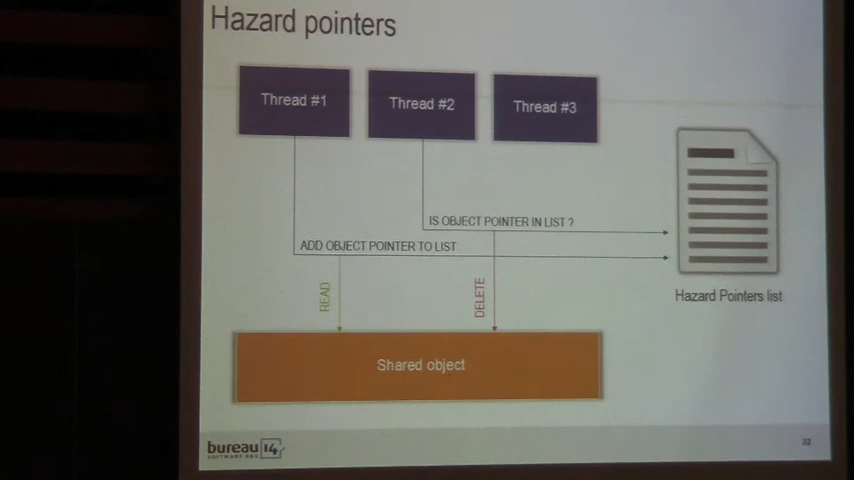 Hazard pointers
Thread #1
Thread #2
Thread #3
IS OBJECT POINTER IN LIST ?
ADD OBJECT POINTER TO LIST
READ
DELETE
Hazard Pointers list
Shared object
bureau 14
22